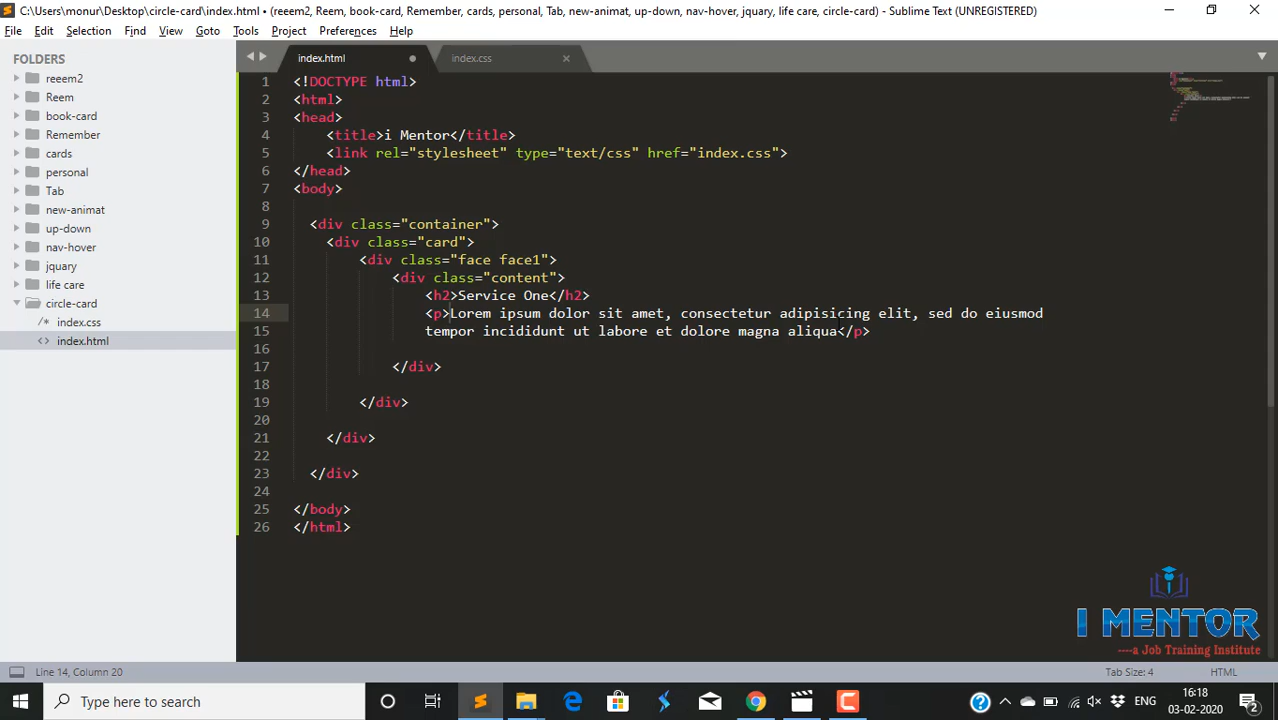 C:\Users\monur\Desktop\circle-card\index.html • (reeem2, Reem, book-card, Remember, cards, personal, Tab, new-animat, up-down, nav-hover, jquary, life care, circle-card) - Sublime Text (UNREGISTERED)
File Edit Selection Find View Goto Tools Project Preferences Help
FOLDERS
reeem2
Reem
book-card
Remember
cards
personal
Tab
new-animat
up-down
nav-hover
jquary
life care
circle-card
/* index.css
<> index.html
index.html index.css
1 <!DOCTYPE html>
2 <html>
3 <head>
4 <title>i Mentor</title>
5 <link rel="stylesheet" type="text/css" href="index.css">
6 </head>
7 <body>
8
9 <div class="container">
10 <div class="card">
11 <div class="face face1">
12 <div class="content">
13 <h2>Service One</h2>
14 <p>Lorem ipsum dolor sit amet, consectetur adipisicing elit, sed do eiusmod
15 tempor incididunt ut labore et dolore magna aliqua</p>
16
17 </div>
18
19 </div>
20
21 </div>
22
23 </div>
24
25 </body>
26 </html>
I MENTOR
----a Job Training Institute
Line 14, Column 20
Tab Size: 4 HTML
Type here to search
ENG
16:18
03-02-2020
2